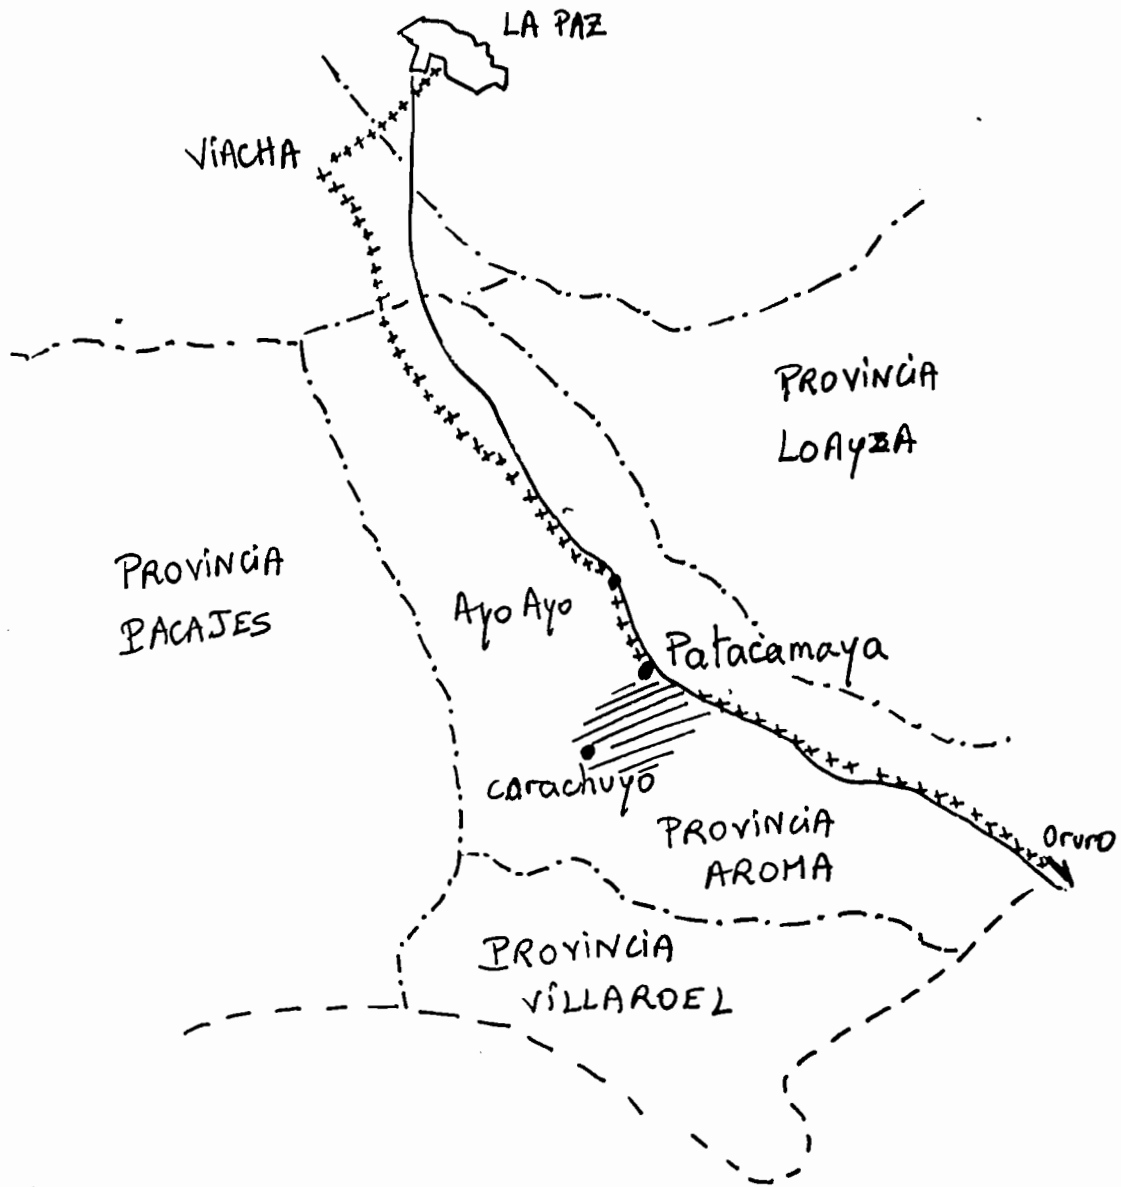 LA PAZ
VIACHA
PROVINCIA
LOAYZA
PROVINCIA
PACAJES
Ayo Ayo
Patacamaya
carachuyo
PROVINCIA
AROMA
oruro
PROVINCIA
VILLAROEL